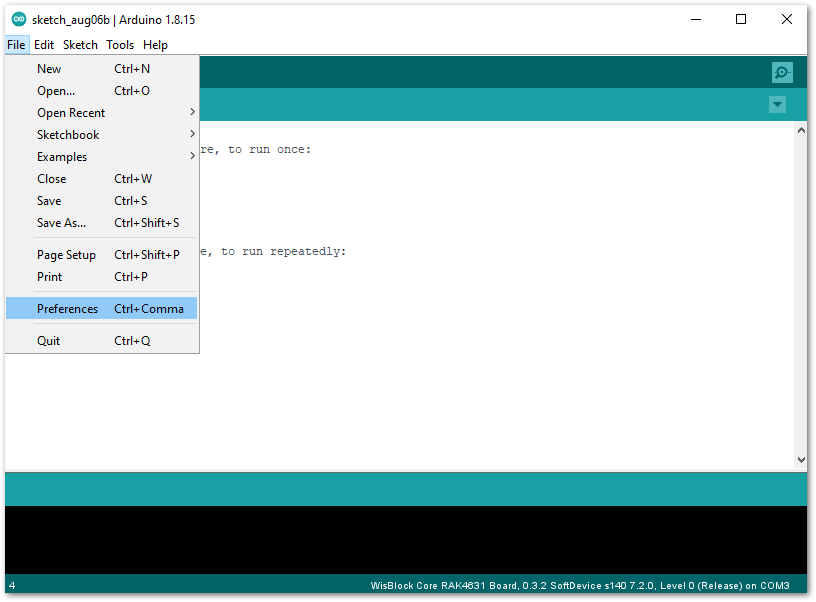 sketch_aug06b | Arduino 1.8.15
File Edit Sketch Tools Help
New Ctrl+N
Open... Ctrl+O
Open Recent
Sketchbook
Examples
Close Ctrl+W
Save Ctrl+S
Save As... Ctrl+Shift+S
Page Setup Ctrl+Shift+P
Print Ctrl+P
Preferences Ctrl+Comma
Quit Ctrl+Q
re, to run once:
e, to run repeatedly:
4
WisBlock Core RAK4631 Board, 0.3.2 SoftDevice s140 7.2.0, Level 0 (Release) on COM3